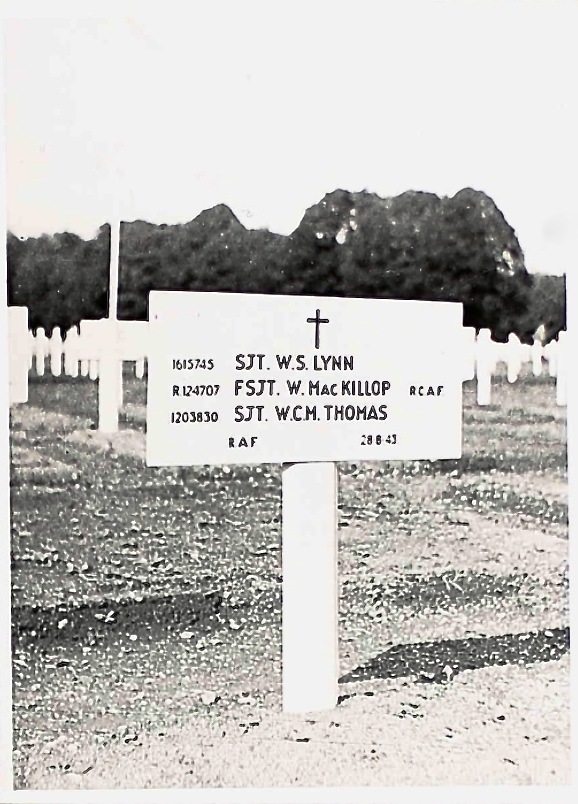 1615745 SJT. W.S. LYNN
R124707 FSJT. W. MacKILLOP RCAF
1203830 SJT. W.C.M. THOMAS
RAF 28 8 43